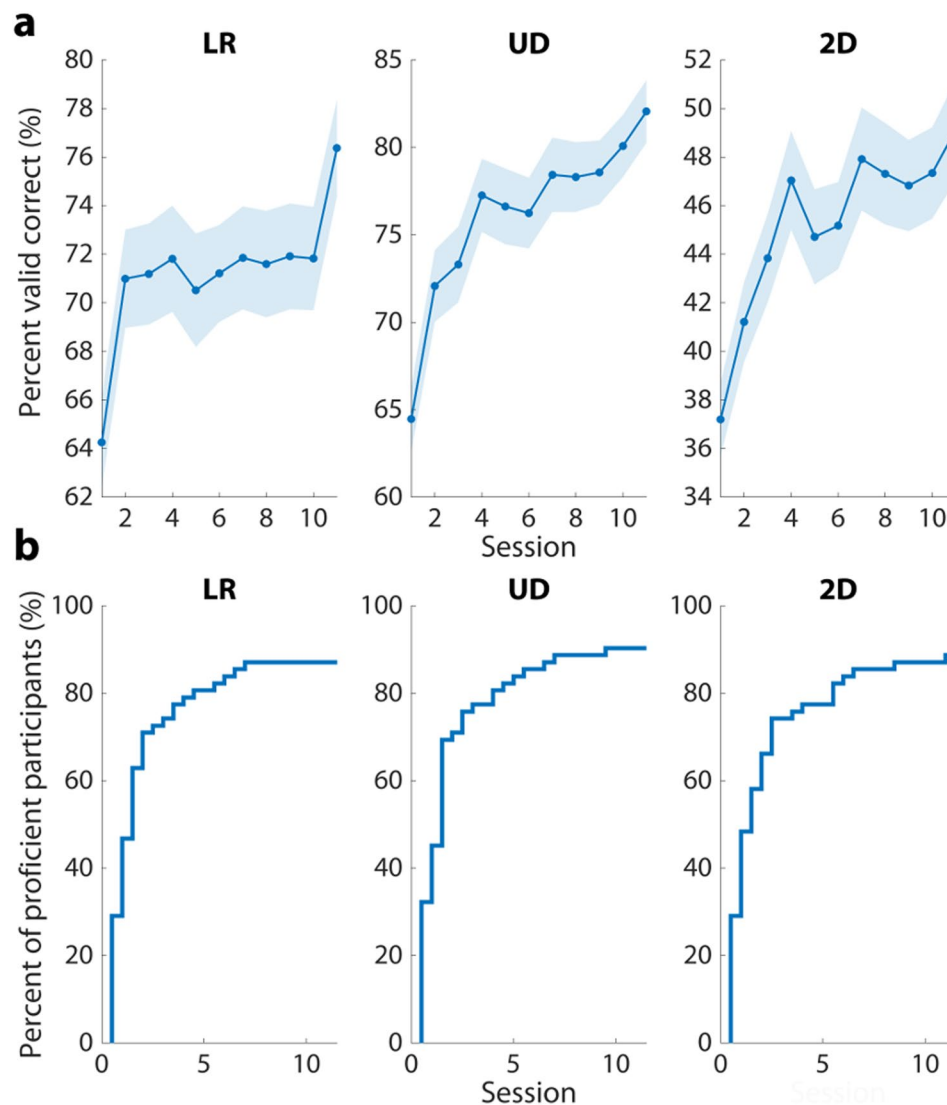 a
LR
UD
2D
Percent valid correct (%)
80
78
76
74
72
70
68
66
64
62
85
80
75
70
65
60
52
50
48
46
44
42
40
38
36
34
2 4 6 8 10
2 4 6 8 10
2 4 6 8 10
Session
b
LR
UD
2D
Percent of proficient participants (%)
100
80
60
40
20
0
100
80
60
40
20
0
100
80
60
40
20
0
0 5 10
0 5 10
0 5 10
Session
Session